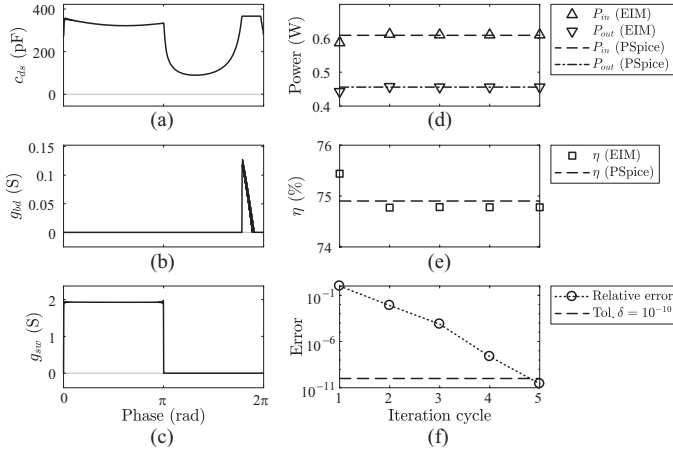 400
200
0
c_ds (pF)
(a)
0.15
0.1
0.05
0
g_bd (S)
(b)
2
1
0
g_sw (S)
0
π
2π
Phase (rad)
(c)
0.6
0.5
0.4
Power (W)
(d)
P_in (EIM)
P_out (EIM)
P_in (PSpice)
P_out (PSpice)
76
75
74
η (%)
(e)
η (EIM)
η (PSpice)
10^-1
10^-6
10^-11
Error
1
2
3
4
5
Iteration cycle
(f)
Relative error
Tol. δ = 10^-10